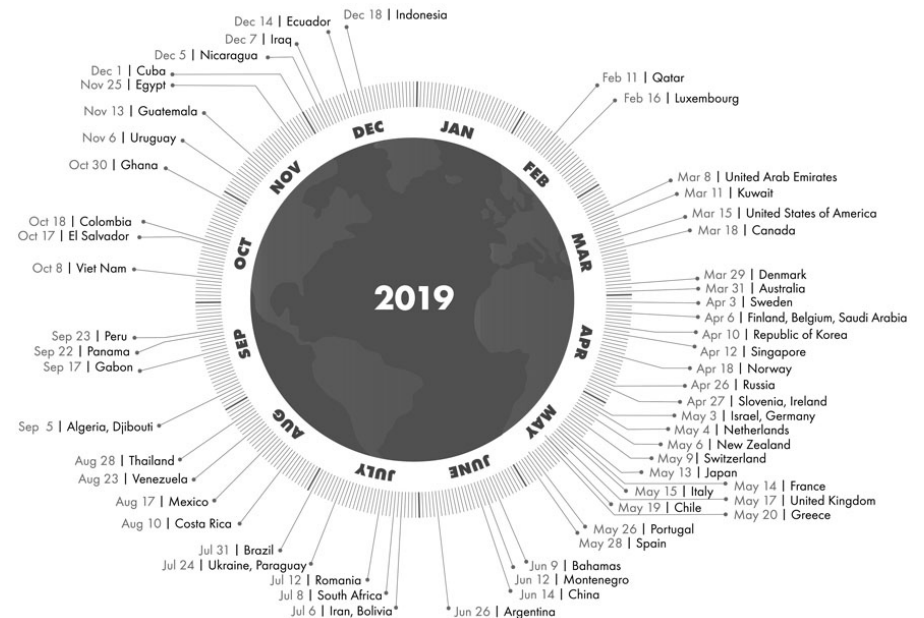 Dec 18 | Indonesia
Dec 14 | Ecuador
Dec 7 | Iraq
Dec 5 | Nicaragua
Dec 1 | Cuba
Nov 25 | Egypt
Nov 13 | Guatemala
Nov 6 | Uruguay
Oct 30 | Ghana
Oct 18 | Colombia
Oct 17 | El Salvador
Oct 8 | Viet Nam
Sep 23 | Peru
Sep 22 | Panama
Sep 17 | Gabon
Sep 5 | Algeria, Djibouti
Aug 28 | Thailand
Aug 23 | Venezuela
Aug 17 | Mexico
Aug 10 | Costa Rica
Jul 31 | Brazil
Jul 24 | Ukraine, Paraguay
Jul 12 | Romania
Jul 8 | South Africa
Jul 6 | Iran, Bolivia
Feb 11 | Qatar
Feb 16 | Luxembourg
Mar 8 | United Arab Emirates
Mar 11 | Kuwait
Mar 15 | United States of America
Mar 18 | Canada
Mar 29 | Denmark
Mar 31 | Australia
Apr 3 | Sweden
Apr 6 | Finland, Belgium, Saudi Arabia
Apr 10 | Republic of Korea
Apr 12 | Singapore
Apr 18 | Norway
Apr 26 | Russia
Apr 27 | Slovenia, Ireland
May 3 | Israel, Germany
May 4 | Netherlands
May 6 | New Zealand
May 9 | Switzerland
May 13 | Japan
May 14 | France
May 15 | Italy
May 17 | United Kingdom
May 19 | Chile
May 20 | Greece
May 26 | Portugal
May 28 | Spain
Jun 9 | Bahamas
Jun 12 | Montenegro
Jun 14 | China
Jun 26 | Argentina
JAN
FEB
MAR
APR
MAY
JUNE
JULY
AUG
SEP
OCT
NOV
DEC
2019